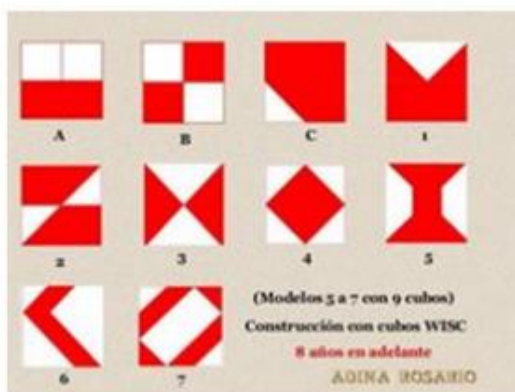 A B C 1
2 3 4 5
(Modelos 5 a 7 con 9 cubos)
Construcción con cubos WISC
8 años en adelante
6 7
ADINA ROSARIO